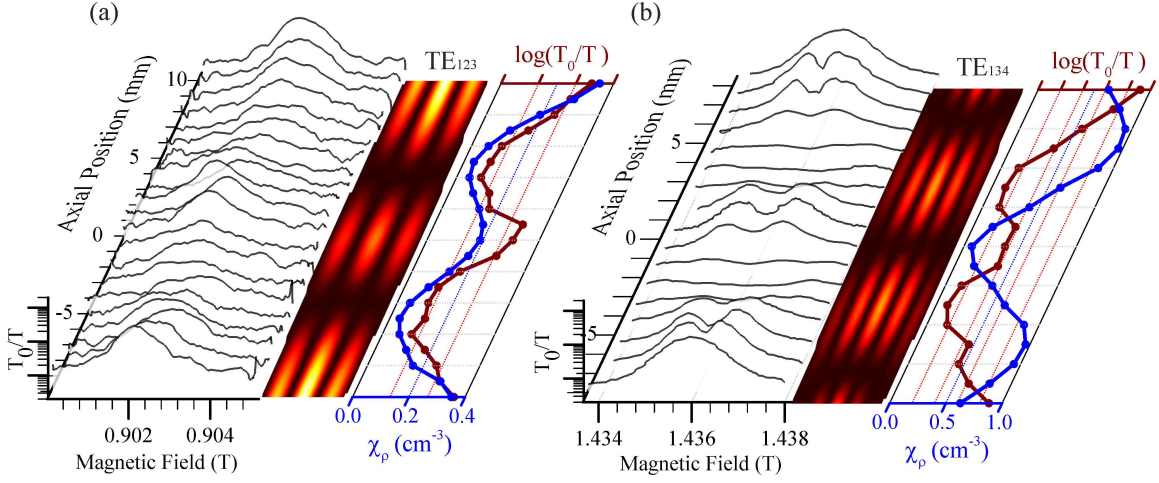 (a)
TE₁₂₃
log(T₀/T)
Axial Position (mm)
10
5
0
-5
T₀/T
0.902 0.904
Magnetic Field (T)
0.0 0.2 0.4
χρ (cm⁻³)
(b)
TE₁₃₄
log(T₀/T)
Axial Position (mm)
5
0
-5
T₀/T
1.434 1.436 1.438
Magnetic Field (T)
0.0 0.5 1.0
χρ (cm⁻³)